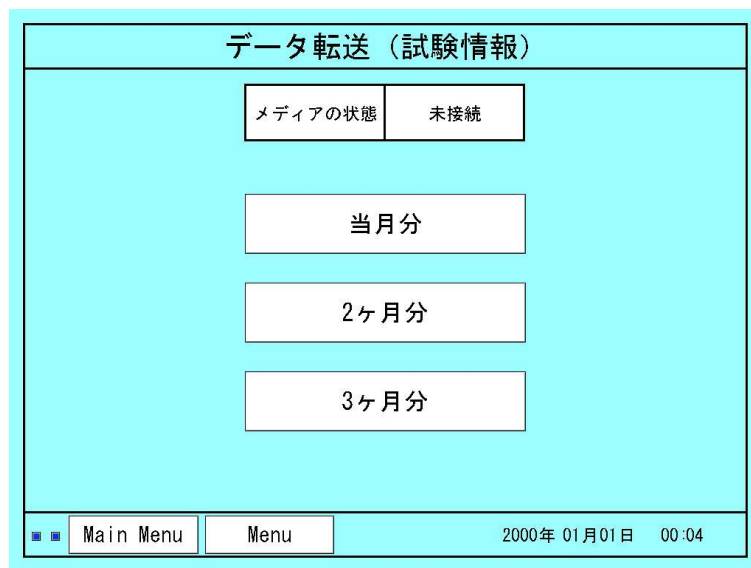 データ転送（試験情報）
メディアの状態 未接続
当月分
2ヶ月分
3ヶ月分
Main Menu Menu 2000年 01月01日 00:04